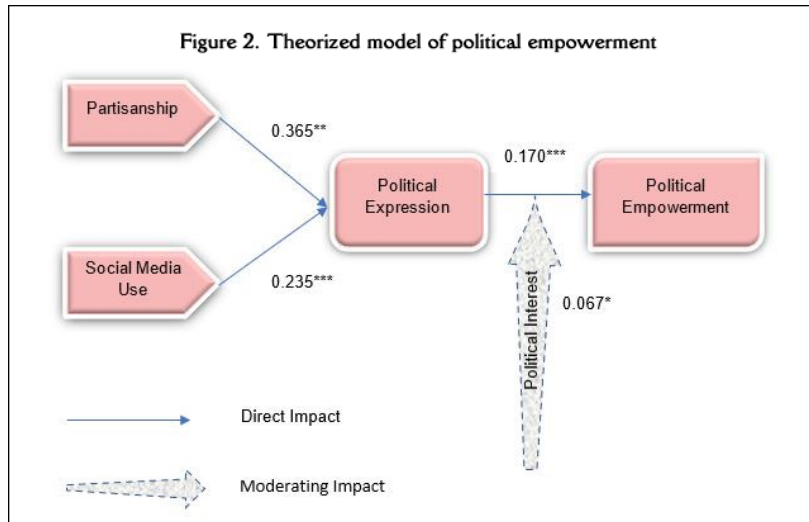 Figure 2. Theorized model of political empowerment
Partisanship
0.365**
0.170***
Political
Expression
Political
Empowerment
Social Media
Use
0.235***
Political Interest
0.067*
Direct Impact
Moderating Impact